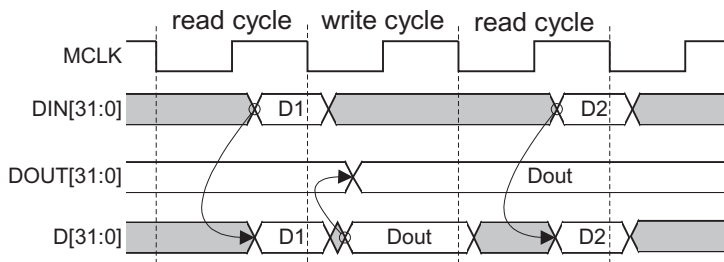 read cycle write cycle read cycle
MCLK
DIN[31:0] D1 D2
DOUT[31:0] Dout
D[31:0] D1 Dout D2